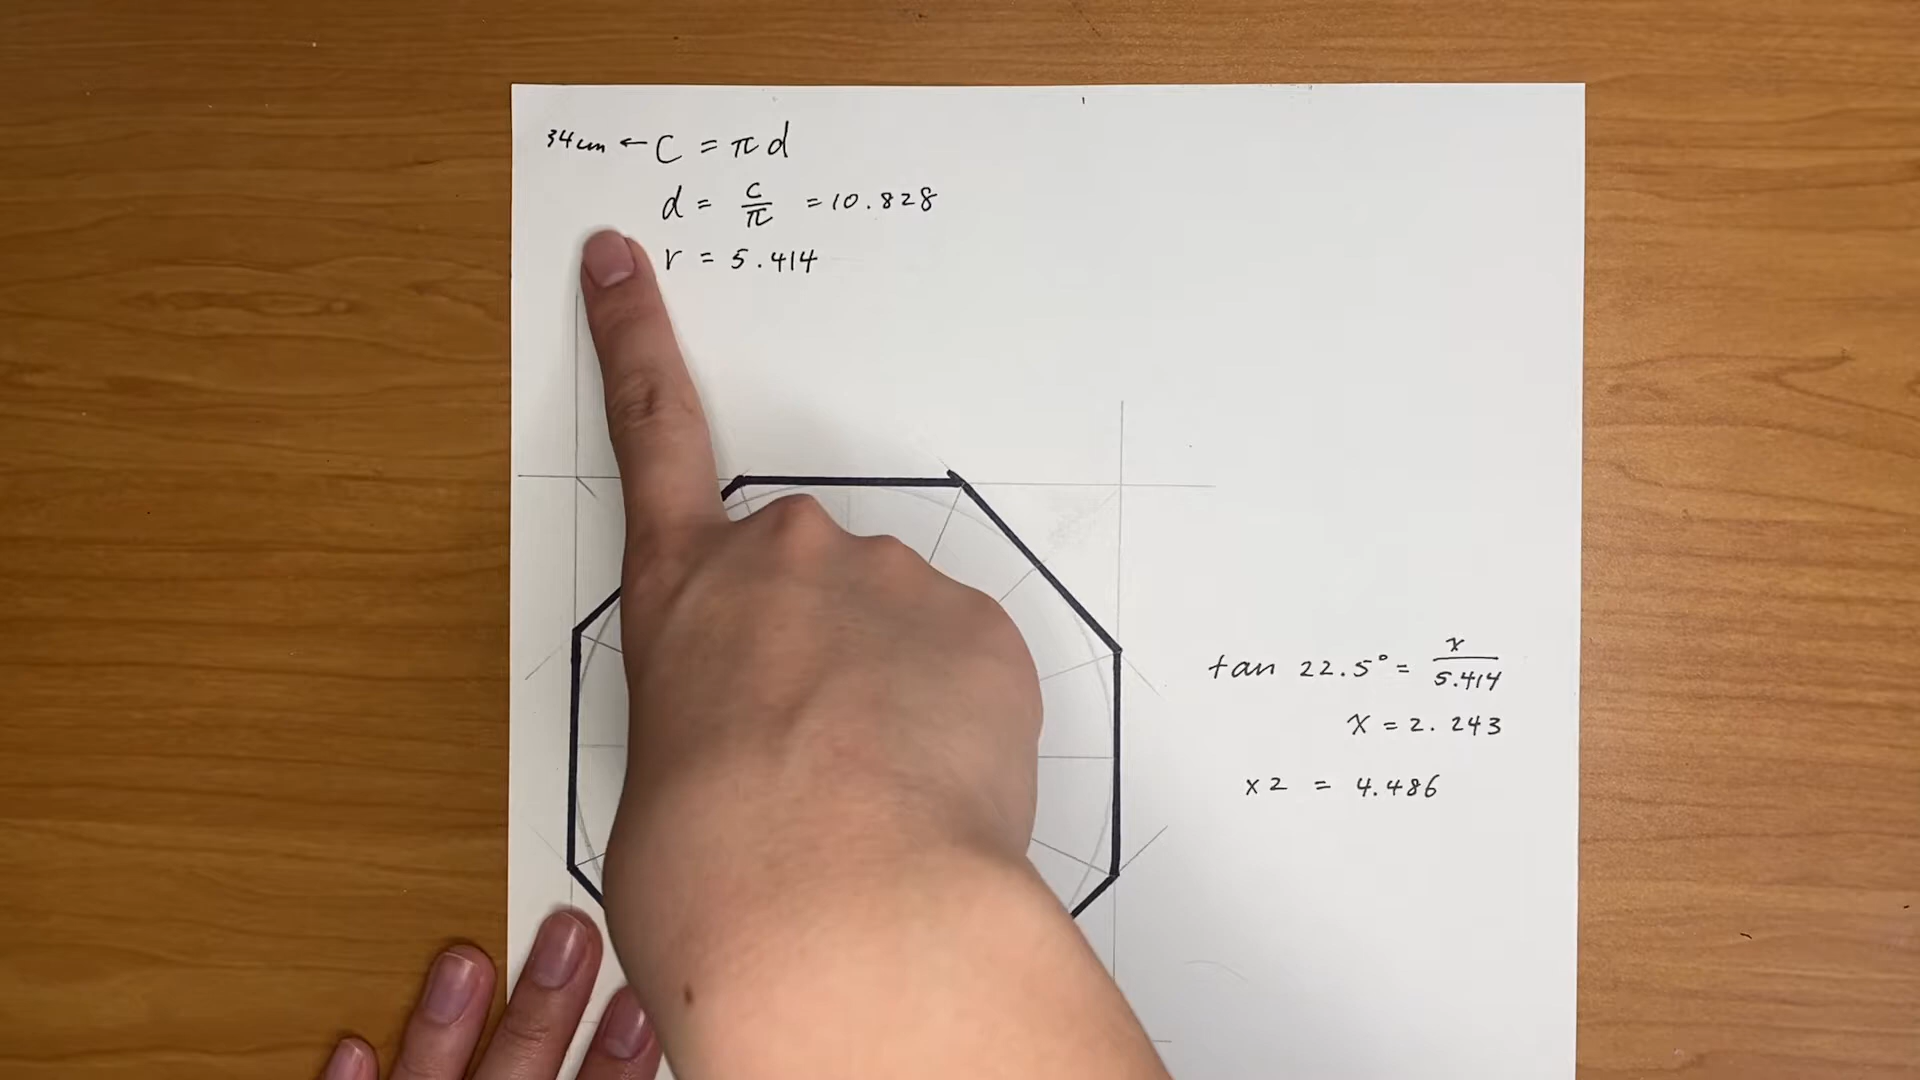 34cm ← C = πd
d = C/π = 10.828
r = 5.414
tan 22.5° = x/5.414
x = 2.243
x2 = 4.486